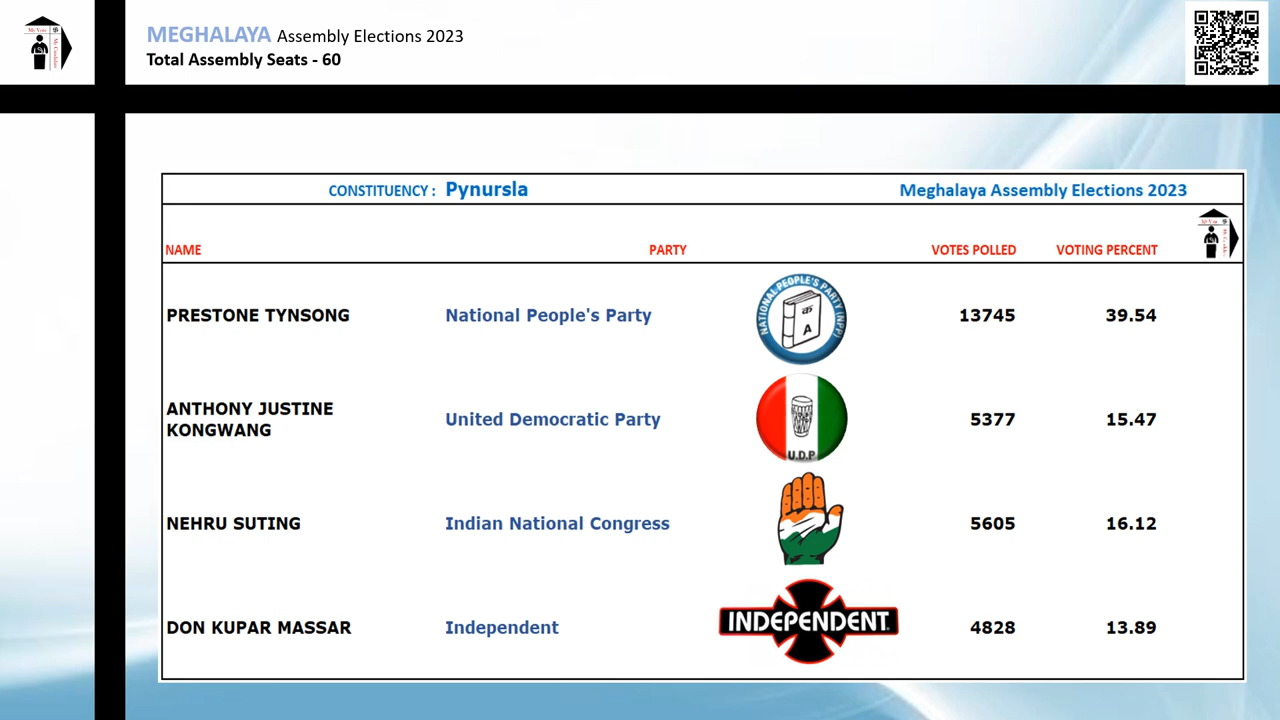 MEGHALAYA Assembly Elections 2023
Total Assembly Seats - 60
CONSTITUENCY : Pynursla Meghalaya Assembly Elections 2023
NAME PARTY VOTES POLLED VOTING PERCENT
PRESTONE TYNSONG National People's Party 13745 39.54
NATIONAL PEOPLE'S PARTY (NPP)
क
A
ANTHONY JUSTINE
KONGWANG
United Democratic Party 5377 15.47
U.D.P
NEHRU SUTING Indian National Congress 5605 16.12
DON KUPAR MASSAR Independent INDEPENDENT 4828 13.89